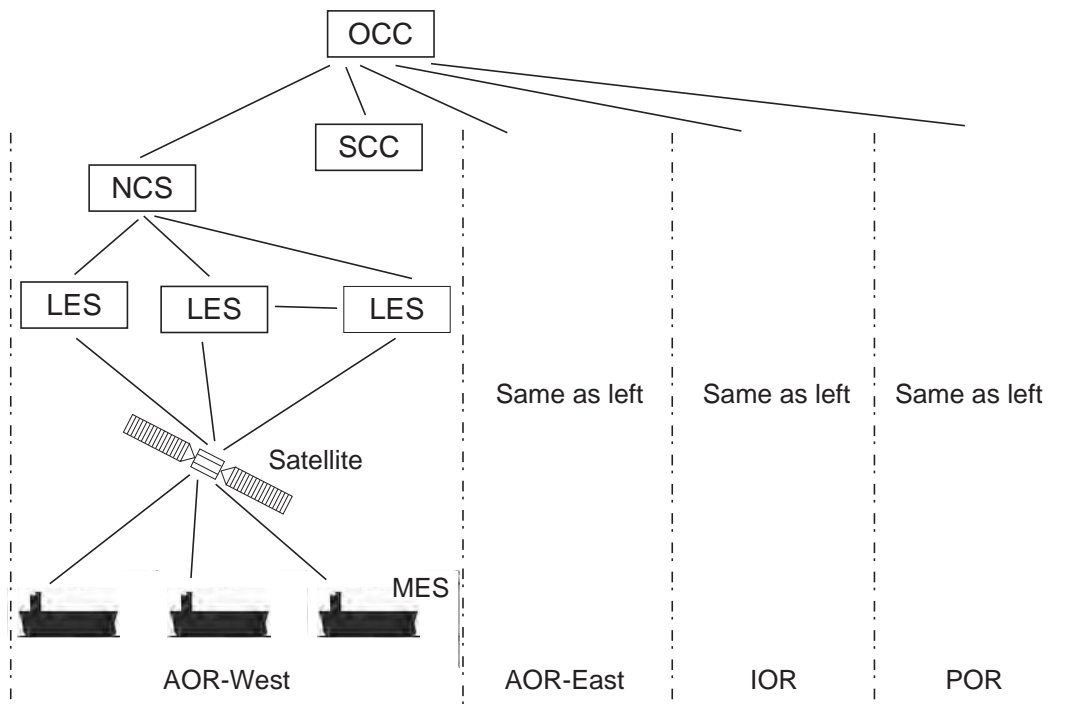 OCC
SCC
NCS
LES LES LES
Same as left Same as left Same as left
Satellite
MES
AOR-West AOR-East IOR POR